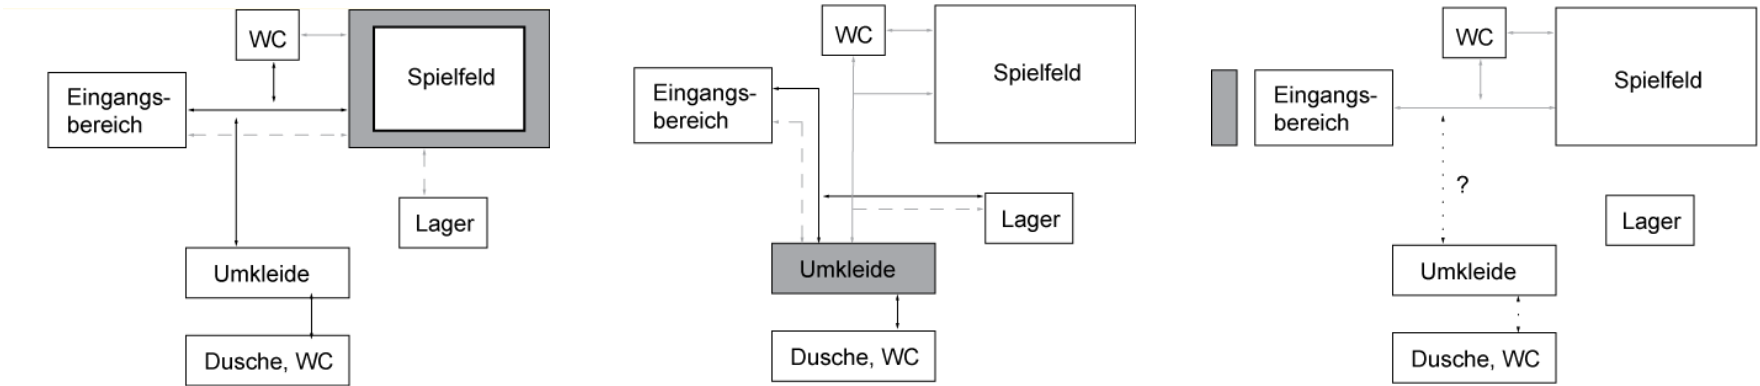 WC
Spielfeld
Eingangs-
bereich
Lager
Umkleide
Dusche, WC
WC
Spielfeld
Eingangs-
bereich
Lager
Umkleide
Dusche, WC
WC
Spielfeld
Eingangs-
bereich
?
Lager
Umkleide
Dusche, WC